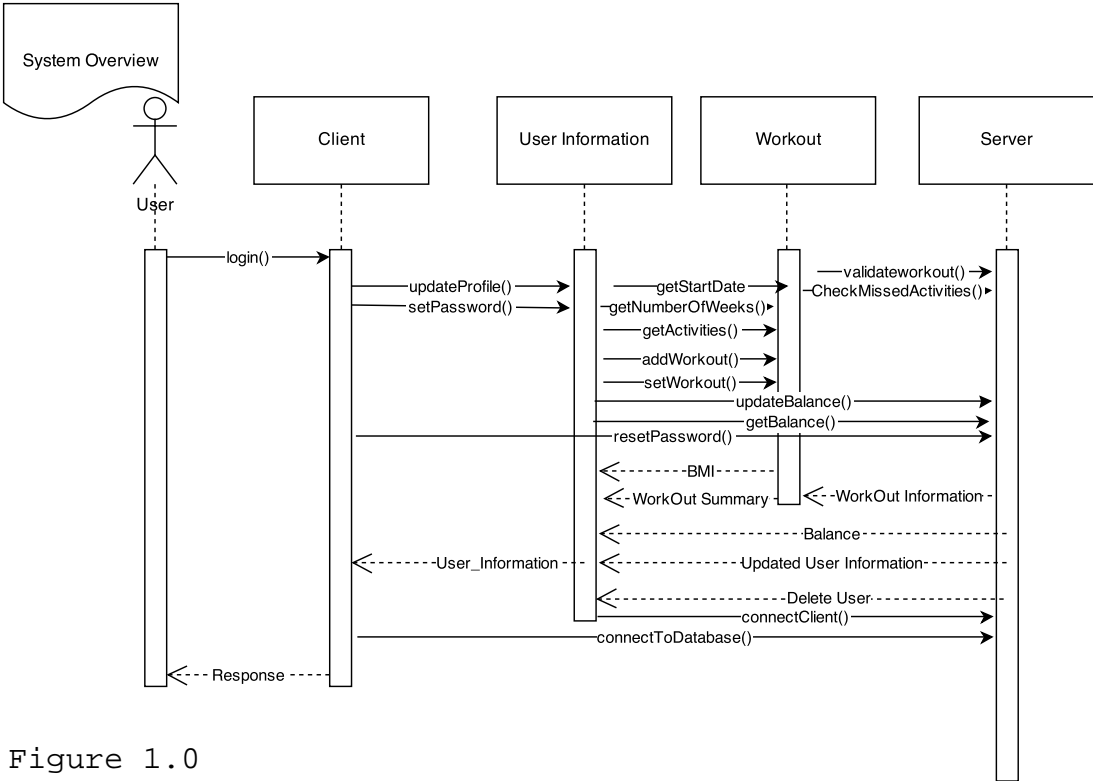 System Overview
User
Client
User Information
Workout
Server
login()
validateworkout()
updateProfile()
getStartDate
CheckMissedActivities()
setPassword()
getNumberOfWeeks()
getActivities()
addWorkout()
setWorkout()
updateBalance()
getBalance()
resetPassword()
BMI
WorkOut Summary
WorkOut Information
Balance
User_Information
Updated User Information
Delete User
connectClient()
connectToDatabase()
Response
Figure 1.0